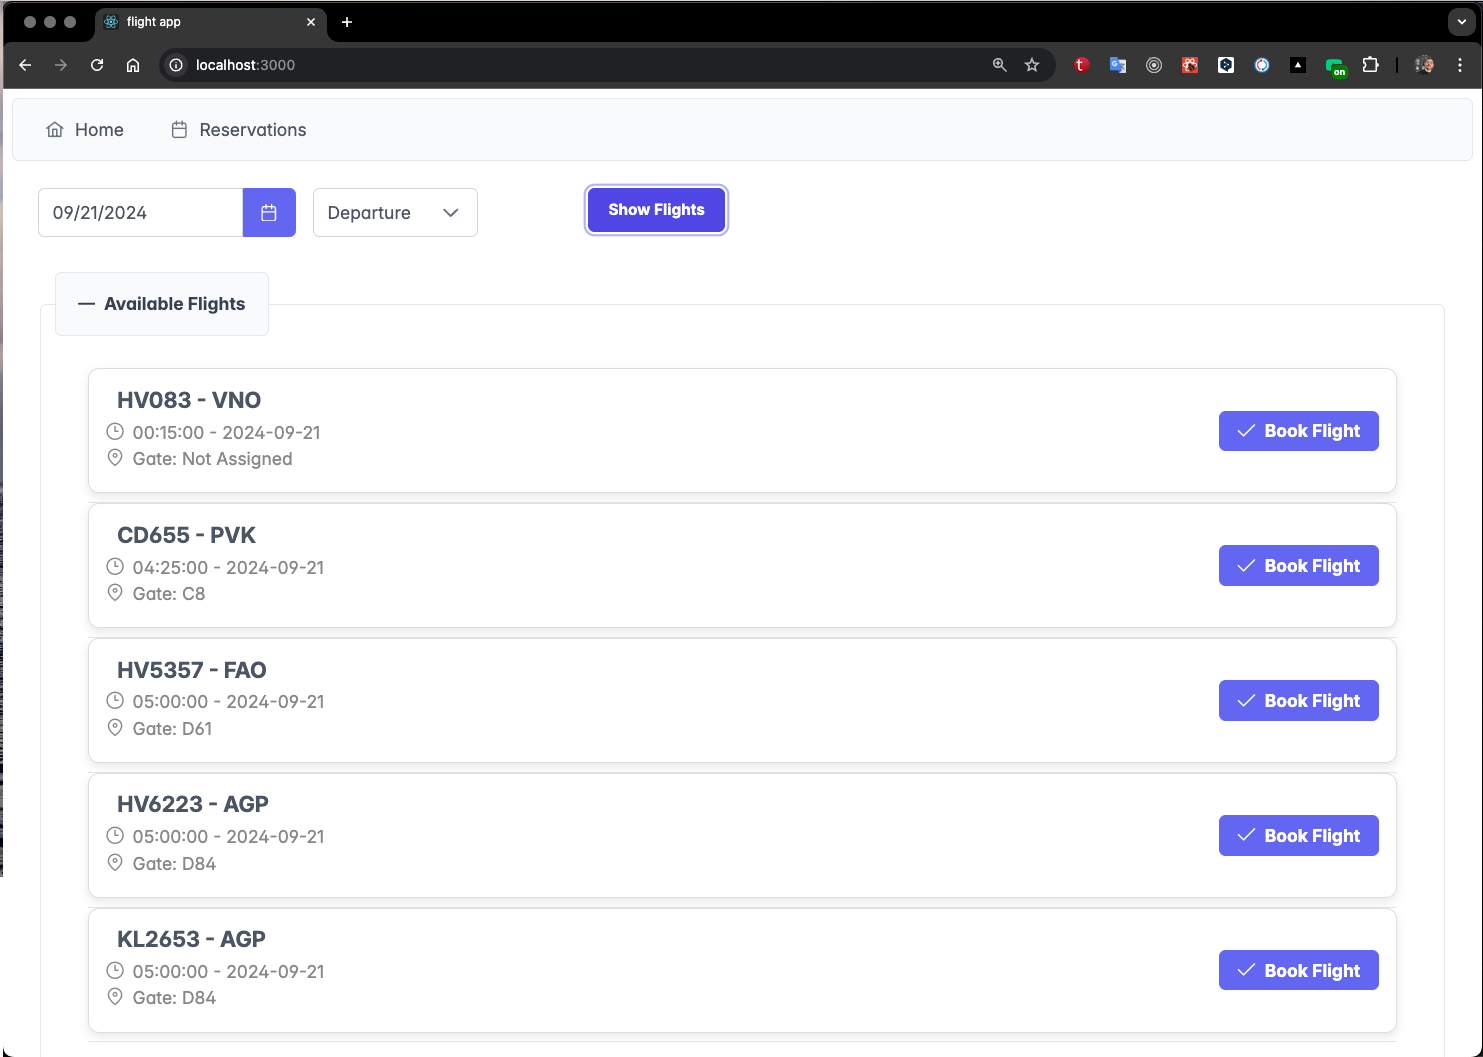 flight app
localhost:3000
on
Home
Reservations
09/21/2024
Departure
Show Flights
Available Flights
HV083 - VNO
00:15:00 - 2024-09-21
Gate: Not Assigned
Book Flight
CD655 - PVK
04:25:00 - 2024-09-21
Gate: C8
Book Flight
HV5357 - FAO
05:00:00 - 2024-09-21
Gate: D61
Book Flight
HV6223 - AGP
05:00:00 - 2024-09-21
Gate: D84
Book Flight
KL2653 - AGP
05:00:00 - 2024-09-21
Gate: D84
Book Flight